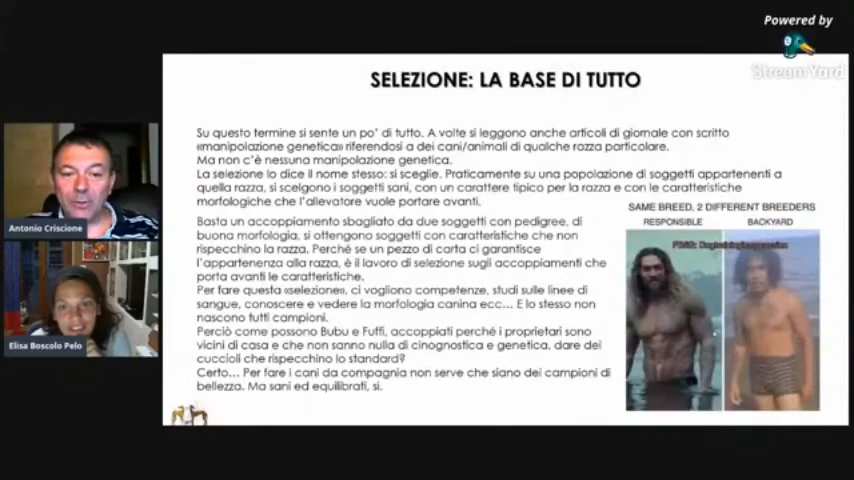 Powered by
StreamYard
SELEZIONE: LA BASE DI TUTTO
Su questo termine si sente un po' di tutto. A volte si leggono anche articoli di giornale con scritto
«manipolazione genetica» riferendosi a dei cani/animali di qualche razza particolare.
Ma non c'è nessuna manipolazione genetica.
La selezione lo dice il nome stesso: si sceglie. Praticamente su una popolazione di soggetti appartenenti a
quella razza, si scelgono i soggetti sani, con un carattere tipico per la razza e con le caratteristiche
morfologiche che l'allevatore vuole portare avanti.
Basta un accoppiamento sbagliato da due soggetti con pedigree, di
buona morfologia, si ottengono soggetti con caratteristiche che non
rispecchino la razza. Perché se un pezzo di carta ci garantisce
l'appartenenza alla razza, è il lavoro di selezione sugli accoppiamenti che
porta avanti le caratteristiche.
Per fare questa «selezione», ci vogliono competenze, studi sulle linee di
sangue, conoscere e vedere la morfologia canina ecc... E lo stesso non
nascono tutti campioni.
Perciò come possono Bubu e Fuffi, accoppiati perché i proprietari sono
vicini di casa e che non sanno nulla di cinognostica e genetica, dare dei
cuccioli che rispecchino lo standard?
Certo... Per fare i cani da compagnia non serve che siano dei campioni di
bellezza. Ma sani ed equilibrati, si.
SAME BREED, 2 DIFFERENT BREEDERS
RESPONSIBLE
BACKYARD
Antonio Criscione
Elisa Boscolo Pelo